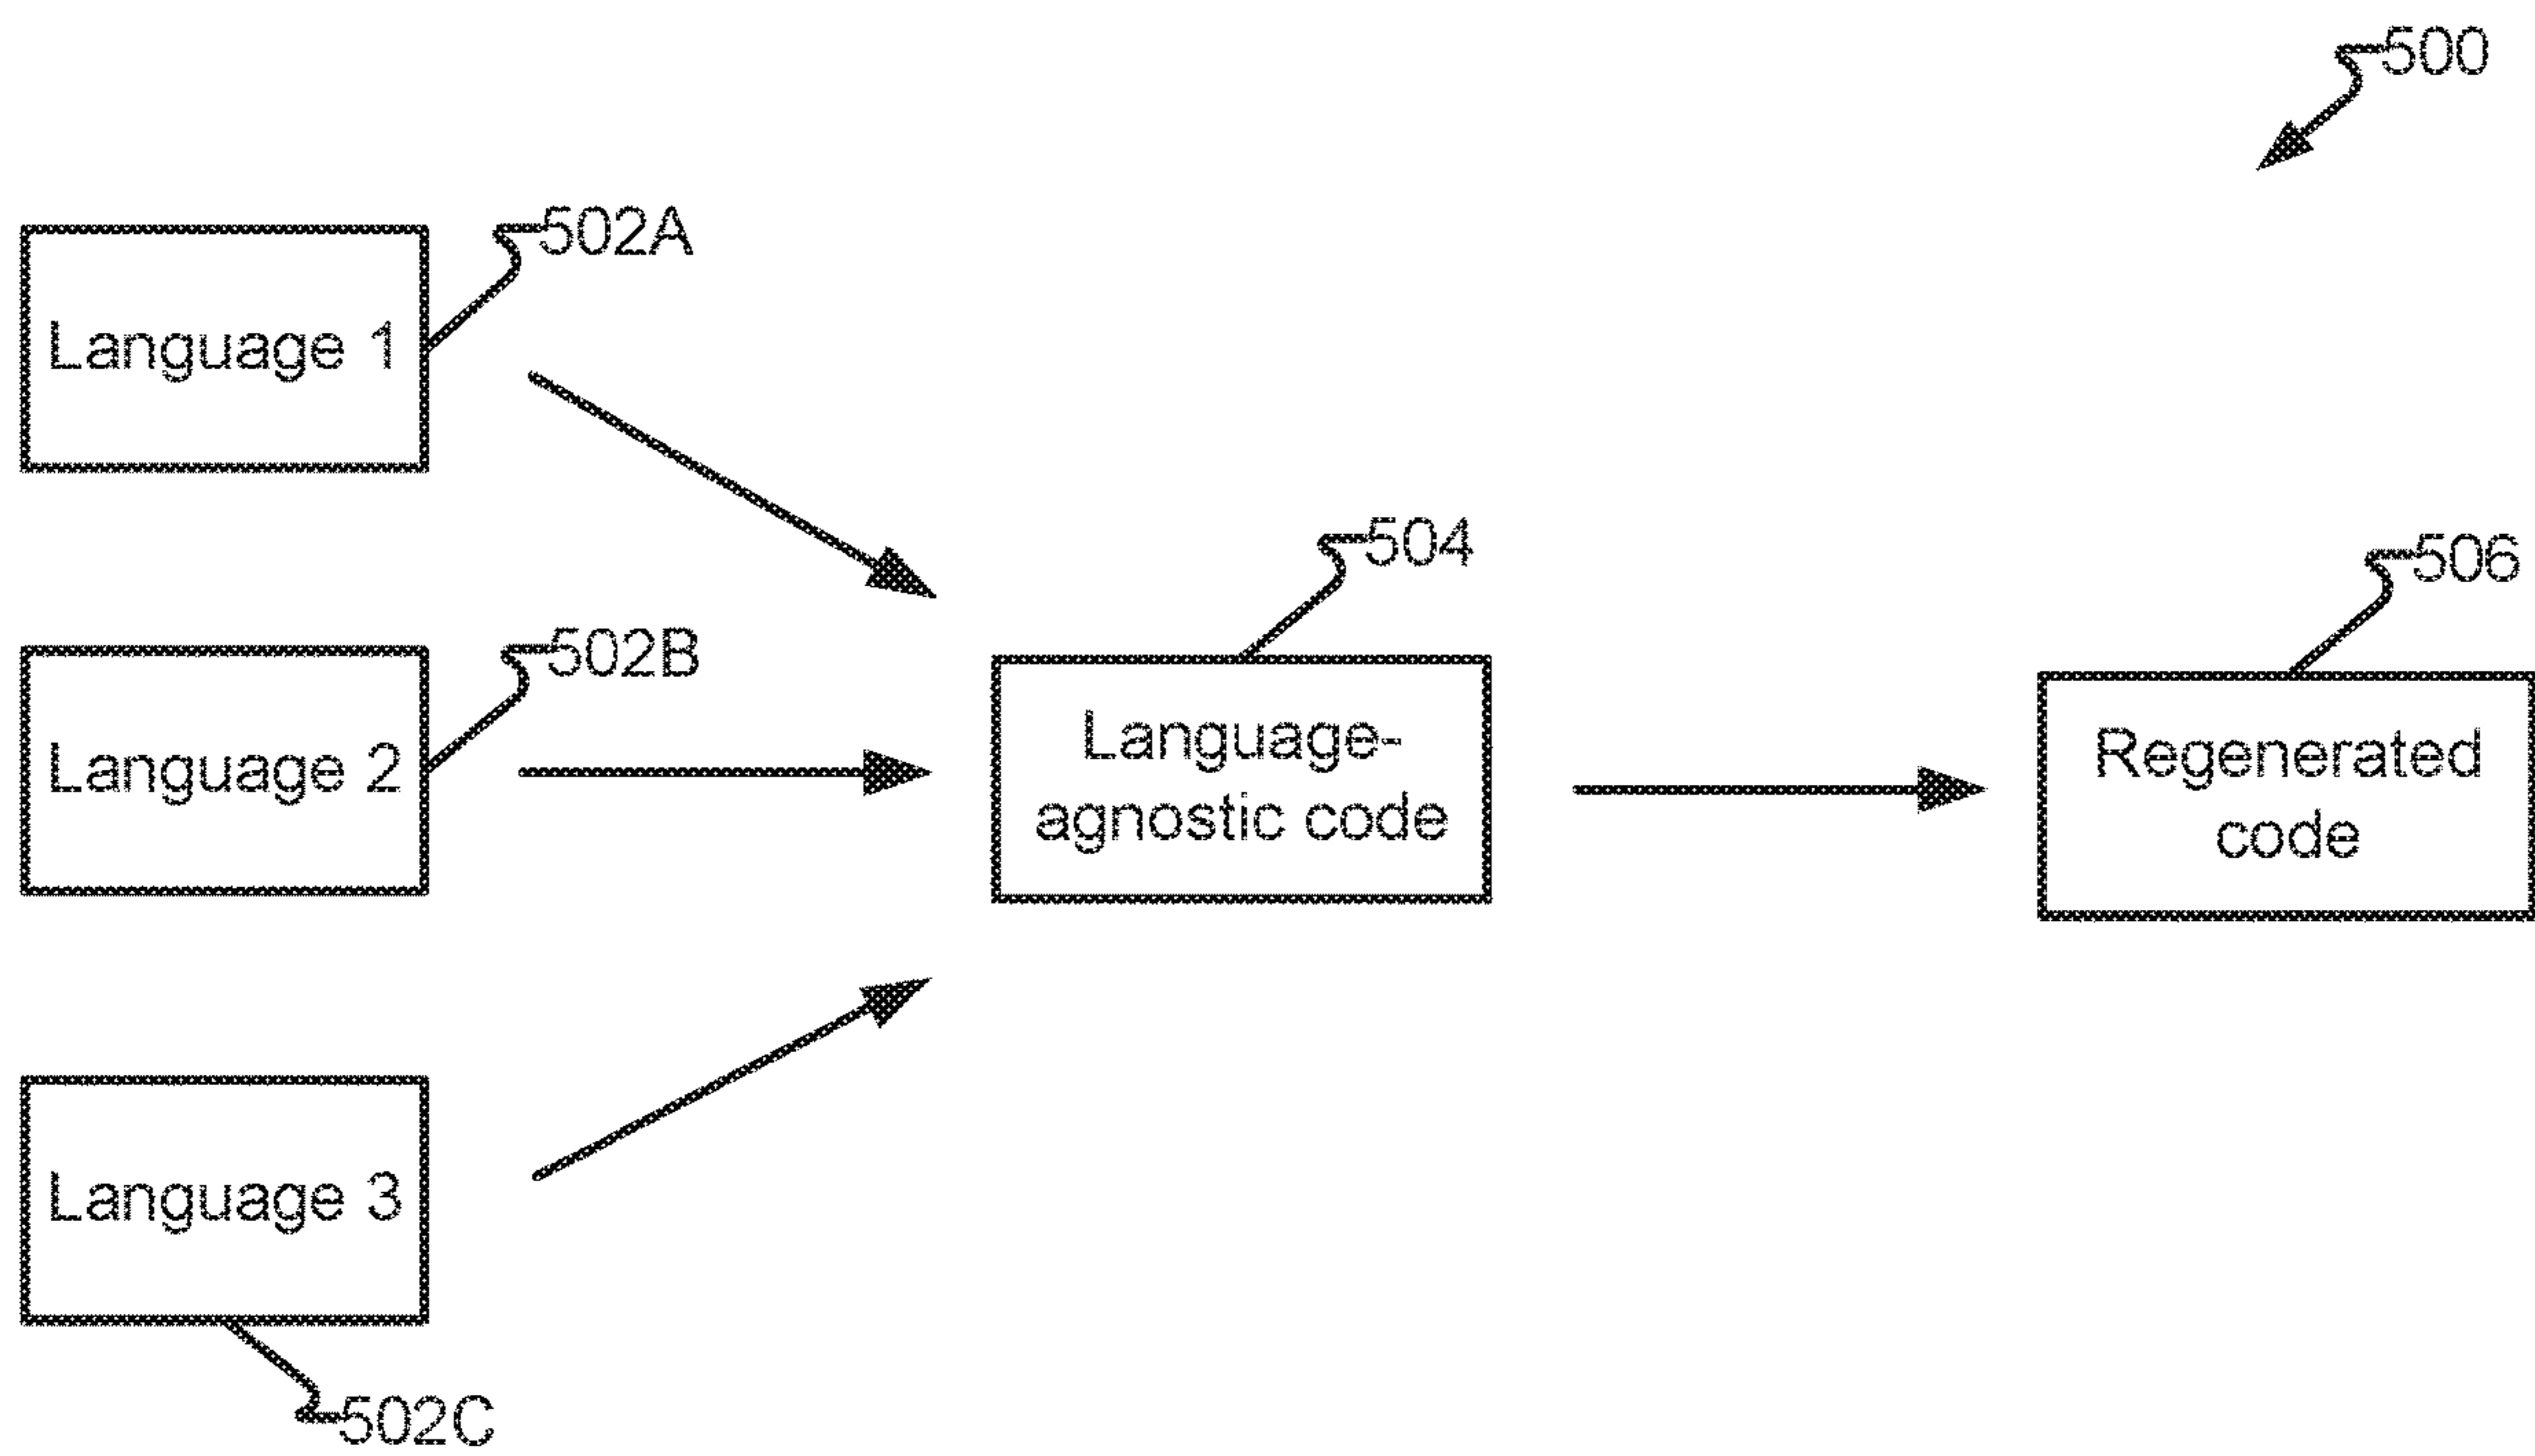 500
502A
Language 1
504
506
502B
Language 2
Language-
agnostic code
Regenerated
code
Language 3
502C